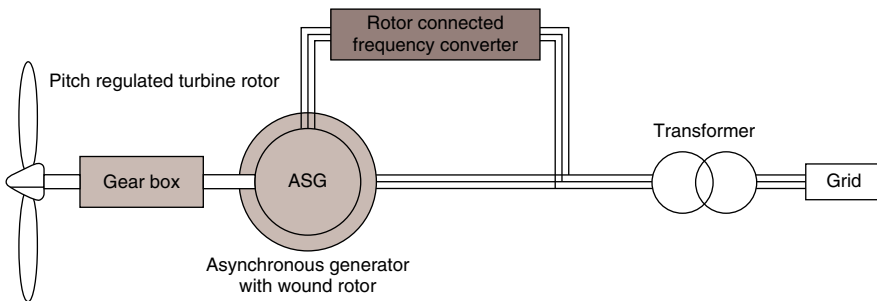 Rotor connected
frequency converter
Pitch regulated turbine rotor
Transformer
Gear box
ASG
Grid
Asynchronous generator
with wound rotor